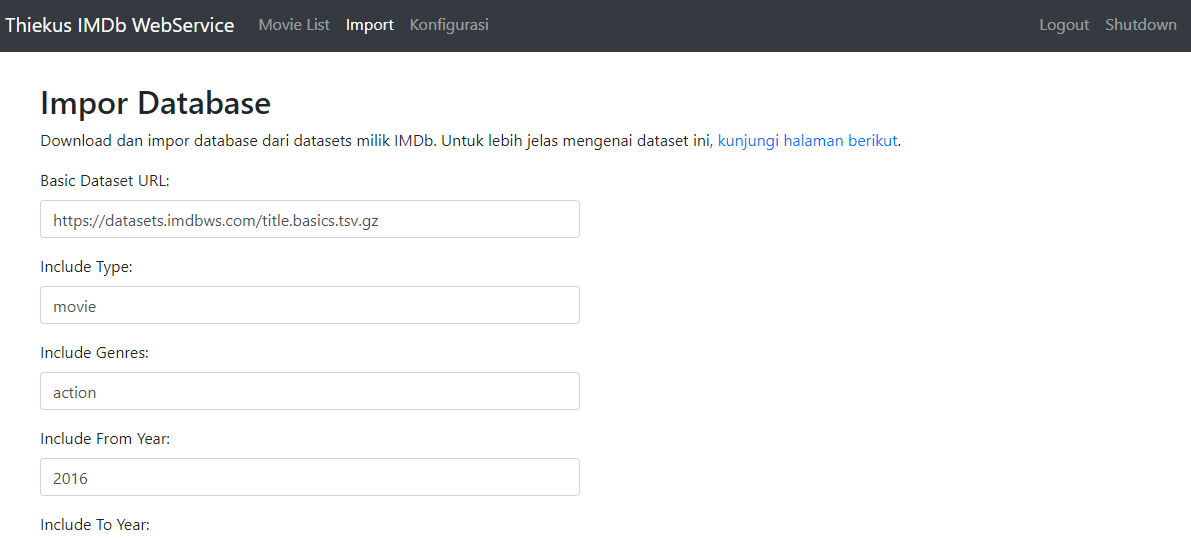 Thiekus IMDb WebService Movie List Import Konfigurasi Logout Shutdown
Impor Database
Download dan impor database dari datasets milik IMDb. Untuk lebih jelas mengenai dataset ini, kunjungi halaman berikut.
Basic Dataset URL:
https://datasets.imdbws.com/title.basics.tsv.gz
Include Type:
movie
Include Genres:
action
Include From Year:
2016
Include To Year: